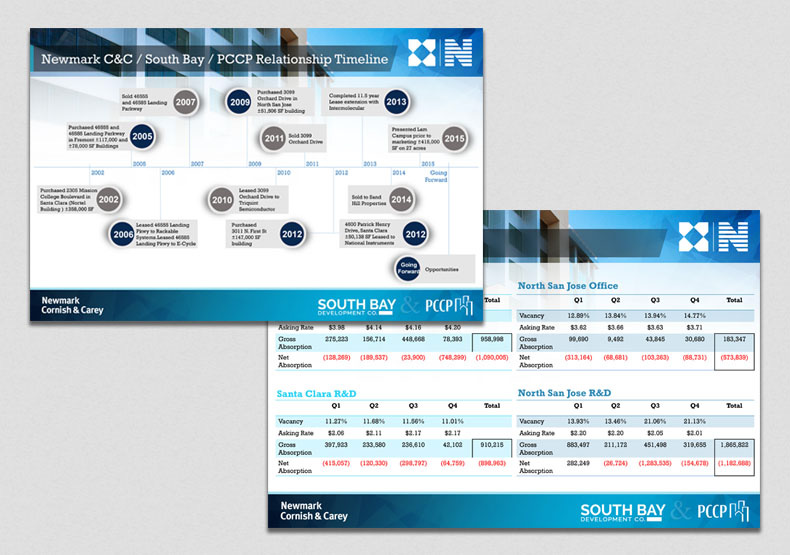 Newmark C&C / South Bay / PCCP Relationship Timeline
N
Sold 46555
and 46585 Landing
Parkway
2007
2009
Purchased 3099
Orchard Drive in
North San Jose
±51,506 SF building
Completed 11.5 year
Lease extension with
Intermolecular
2013
Purchased 46555 and
46585 Landing Parkway
in Fremont ±117,000 and
±76,000 SF Buildings
2005
2011
Sold 3099
Orchard Drive
Presented Lam
Campus prior to
marketing ±416,000
SF on 27 acres
2015
2005 2007 2009 2011 2013 2015
2002 2006 2010 2012 2014 Going
Forward
Purchased 2305 Mission
College Boulevard in
Santa Clara (Nortel
Building ) ±358,000 SF
2002
2010
Leased 3099
Orchard Drive to
Triquint
Semiconductor
Sold to Sand
Hill Properties
2014
2006
Leased 46555 Landing
Pkwy to Rackable
Systems.Leased 46585
Landing Pkwy to E-Cycle
Purchased
3011 N. First St
±147,000 SF
building
2012
4600 Patrick Henry
Drive, Santa Clara
±50,138 SF Leased to
National Instruments
2012
Going
Forward
Opportunities
Newmark
Cornish & Carey
SOUTH BAY
DEVELOPMENT CO.
& PCCP
N
Total
Asking Rate $3.98 $4.14 $4.16 $4.20
Gross
Absorption 275,223 156,714 448,668 78,393 958,998
Net
Absorption (128,269) (189,537) (23,900) (748,299) (1,090,005)
North San Jose Office
Q1 Q2 Q3 Q4 Total
Vacancy 12.89% 13.84% 13.94% 14.77%
Asking Rate $3.62 $3.66 $3.63 $3.71
Gross
Absorption 99,690 9,492 43,845 30,680 183,347
Net
Absorption (313,164) (68,681) (103,263) (88,731) (573,839)
Santa Clara R&D
Q1 Q2 Q3 Q4 Total
Vacancy 11.27% 11.68% 11.56% 11.01%
Asking Rate $2.06 $2.11 $2.17 $2.17
Gross
Absorption 397,923 233,580 236,610 42,102 910,215
Net
Absorption (415,057) (120,330) (298,797) (64,759) (898,963)
North San Jose R&D
Q1 Q2 Q3 Q4 Total
Vacancy 13.93% 13.46% 21.06% 21.13%
Asking Rate $2.20 $2.20 $2.05 $2.01
Gross
Absorption 883,497 211,172 451,498 319,655 1,865,822
Net
Absorption 282,249 (26,724) (1,283,535) (154,678) (1,182,688)
Newmark
Cornish & Carey
SOUTH BAY
DEVELOPMENT CO.
& PCCP